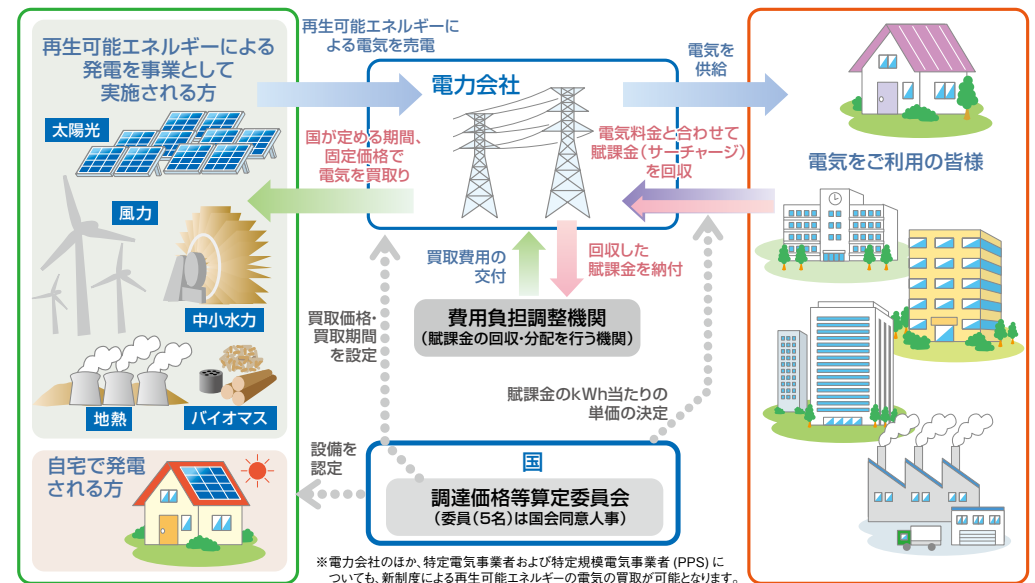 再生可能エネルギーによる
発電を事業として
実施される方
太陽光
風力
中小水力
地熱
バイオマス
自宅で発電
される方
再生可能エネルギーに
よる電気を売電
国が定める期間、
固定価格で
電気を買取り
電力会社
電気を
供給
電気料金と合わせて
賦課金(サーチャージ)
を回収
電気をご利用の皆様
買取費用の
交付
回収した
賦課金を納付
費用負担調整機関
(賦課金の回収・分配を行う機関)
買取価格・
買取期間
を設定
賦課金のkWh当たりの
単価の決定
設備を
認定
国
調達価格等算定委員会
(委員(5名)は国会同意人事)
※電力会社のほか、特定電気事業者および特定規模電気事業者 (PPS) に
ついても、新制度による再生可能エネルギーの電気の買取が可能となります。